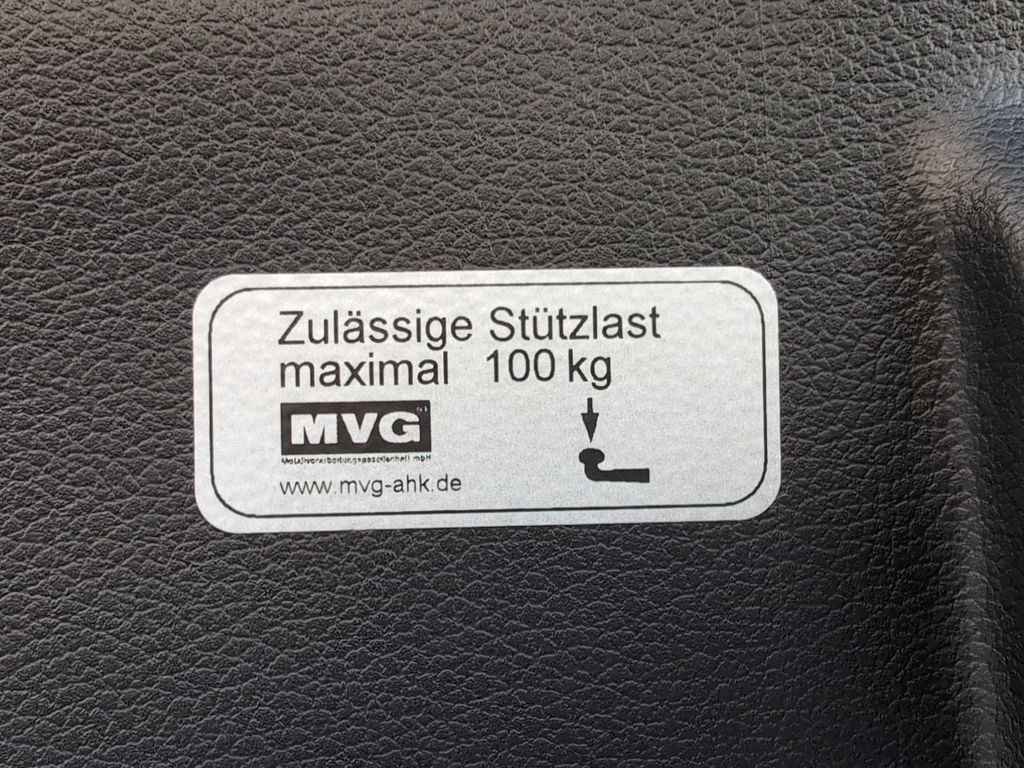 Zulässige Stützlast
maximal 100 kg
MVG
www.mvg-ahk.de